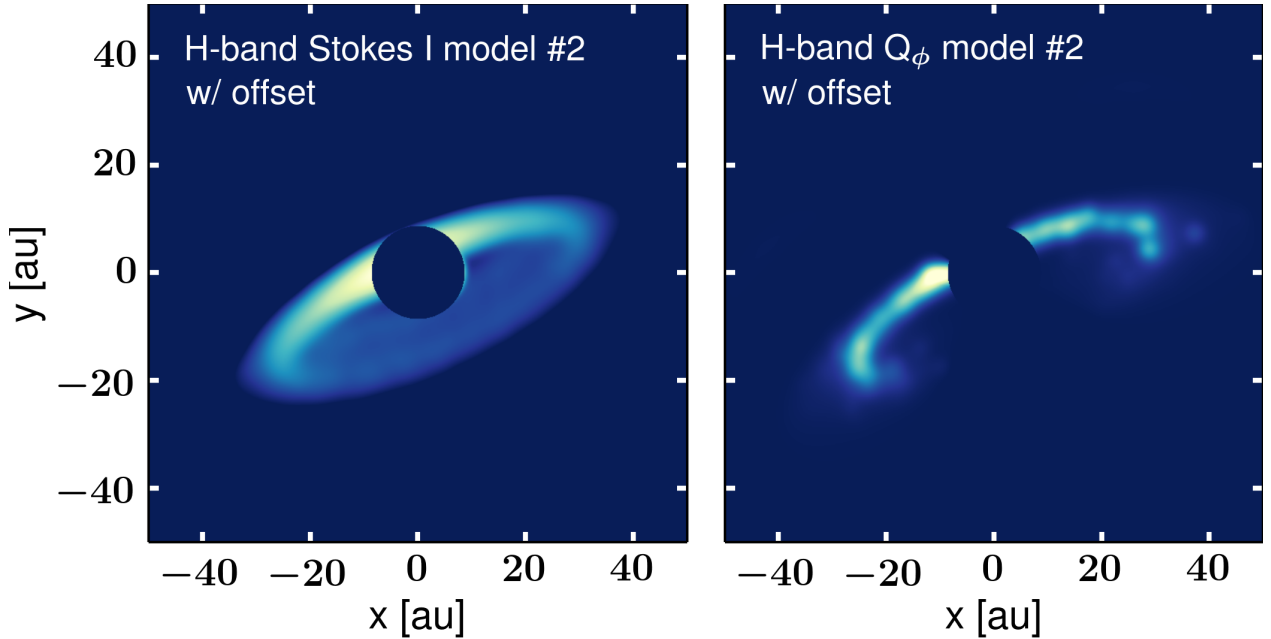 H-band Stokes I model #2
w/ offset
H-band Qϕ model #2
w/ offset
40
20
0
−20
−40
y [au]
−40 −20 0 20 40
x [au]
−40 −20 0 20 40
x [au]